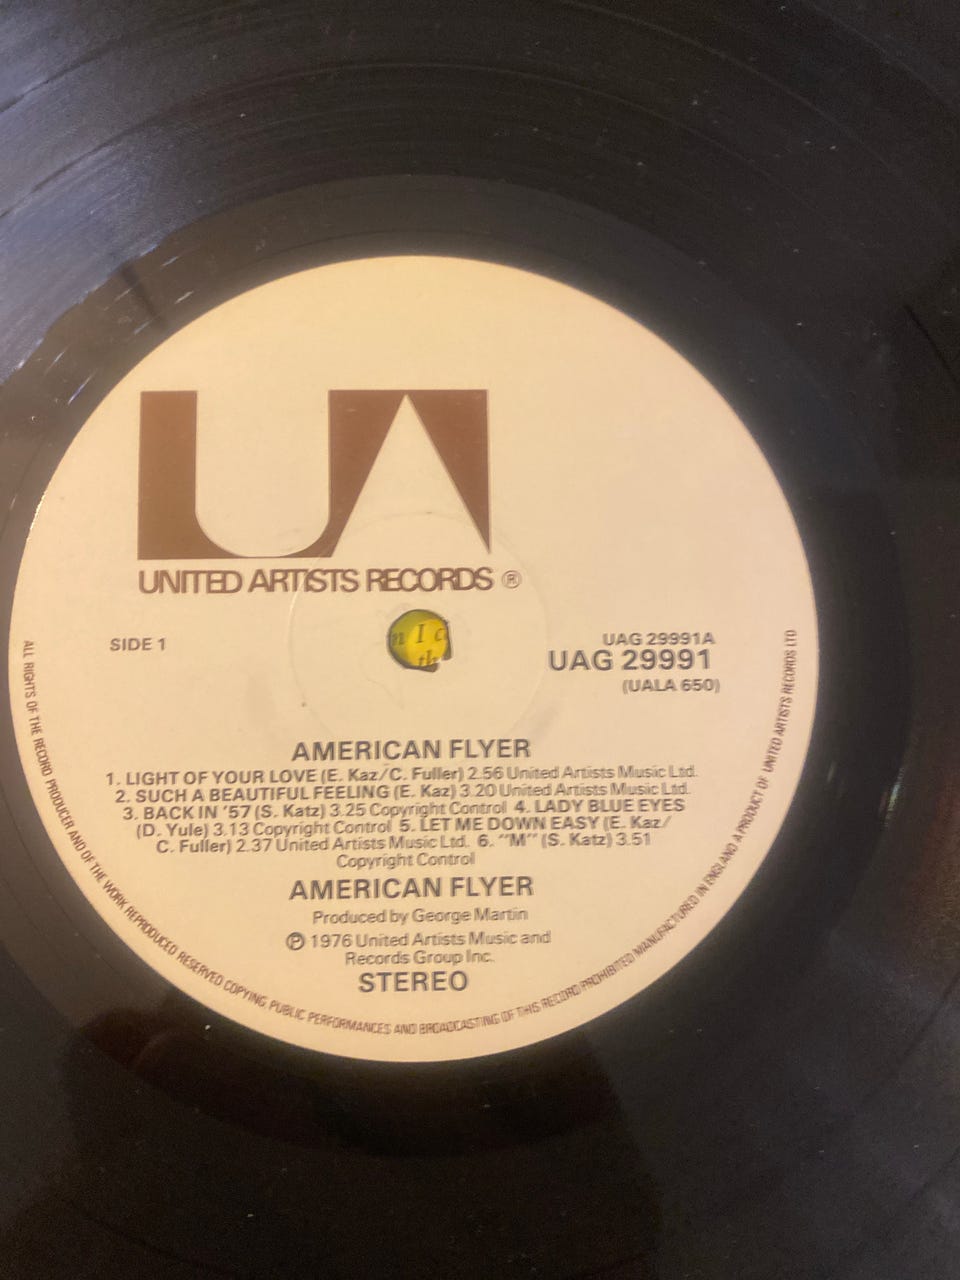 UA
UNITED ARTISTS RECORDS ®
SIDE 1
UAG 29991A
UAG 29991
(UALA 650)
n I c
th
AMERICAN FLYER
1. LIGHT OF YOUR LOVE (E. Kaz/C. Fuller) 2.56 United Artists Music Ltd.
2. SUCH A BEAUTIFUL FEELING (E. Kaz) 3.20 United Artists Music Ltd.
3. BACK IN '57 (S. Katz) 3.25 Copyright Control 4. LADY BLUE EYES
(D. Yule) 3.13 Copyright Control 5. LET ME DOWN EASY (E. Kaz/
C. Fuller) 2.37 United Artists Music Ltd. 6. "M" (S. Katz) 3.51
Copyright Control
AMERICAN FLYER
Produced by George Martin
℗ 1976 United Artists Music and
Records Group Inc.
STEREO
ALL RIGHTS OF THE RECORD PRODUCER AND OF THE WORK REPRODUCED RESERVED COPYING PUBLIC PERFORMANCES AND BROADCASTING OF THIS RECORD PROHIBITED MANUFACTURED IN ENGLAND A PRODUCT OF UNITED ARTISTS RECORDS LTD